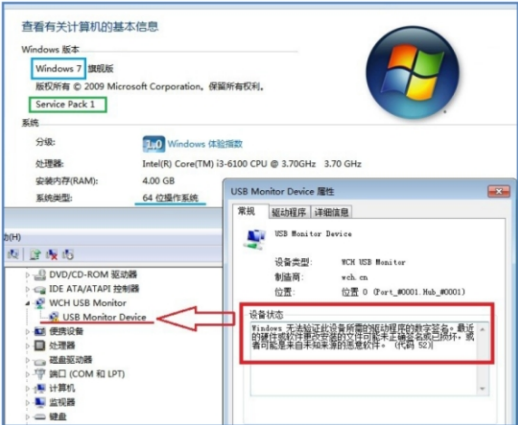 查看有关计算机的基本信息
Windows 版本
Windows 7 旗舰版
版权所有 © 2009 Microsoft Corporation。保留所有权利。
Service Pack 1
系统
分级:
1.0 Windows 体验指数
处理器:
Intel(R) Core(TM) i3-6100 CPU @ 3.70GHz 3.70 GHz
安装内存(RAM):
4.00 GB
系统类型:
64 位操作系统
(H)
DVD/CD-ROM 驱动器
IDE ATA/ATAPI 控制器
WCH USB Monitor
USB Monitor Device
便携设备
处理器
磁盘驱动器
端口 (COM 和 LPT)
计算机
监视器
键盘
USB Monitor Device 属性
常规 驱动程序 详细信息
USB Monitor Device
设备类型: WCH USB Monitor
制造商: wch.cn
位置: 位置 0 (Port_#0001.Hub_#0001)
设备状态
Windows 无法验证此设备所需的驱动程序的数字签名。最近
的硬件或软件更改安装的文件可能未正确签名或已损坏，或
者可能是来自未知来源的恶意软件。 (代码 52)